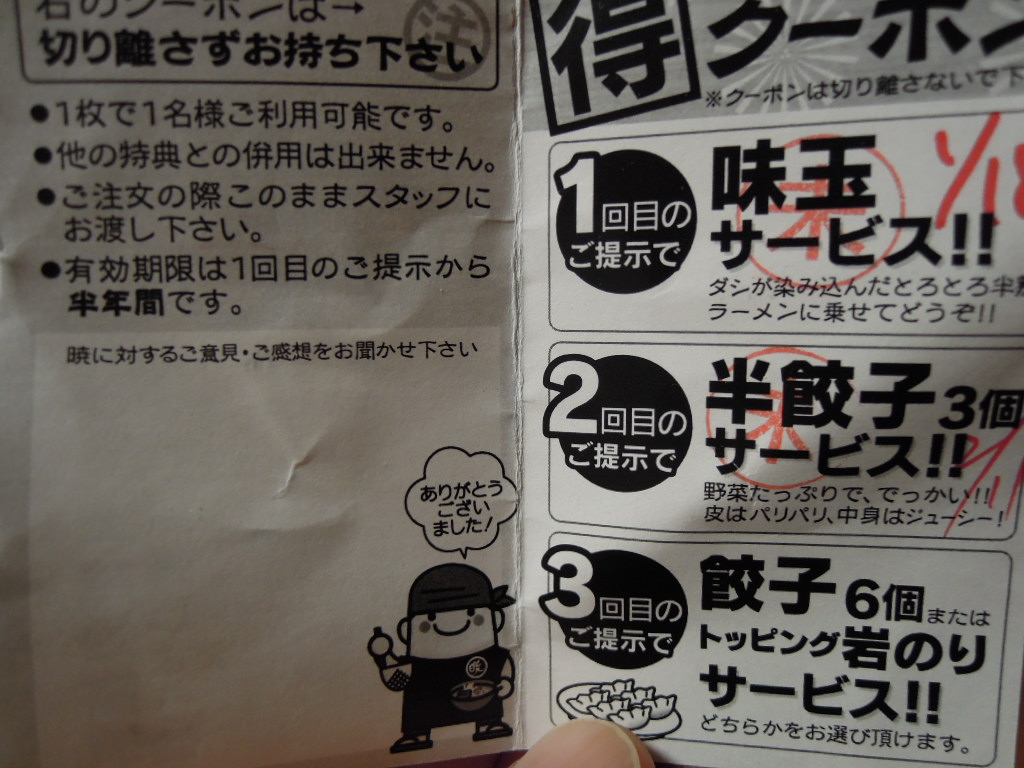 右のクーポンは→
切り離さずお持ち下さい
注
●1枚で1名様ご利用可能です。
●他の特典との併用は出来ません。
●ご注文の際このままスタッフに
お渡し下さい。
●有効期限は1回目のご提示から
半年間です。
暁に対するご意見・ご感想をお聞かせ下さい
ありがとう
ござい
ました!
得 クーポン
※クーポンは切り離さないで下
1回目の
ご提示で
味玉
サービス!!
ダシが染み込んだとろとろ半熟
ラーメンに乗せてどうぞ!!
2回目の
ご提示で
半餃子 3個
サービス!!
野菜たっぷりで、でっかい!!
皮はパリパリ、中身はジューシー!
3回目の
ご提示で
餃子 6個 または
トッピング 岩のり
サービス!!
どちらかをお選び頂けます。